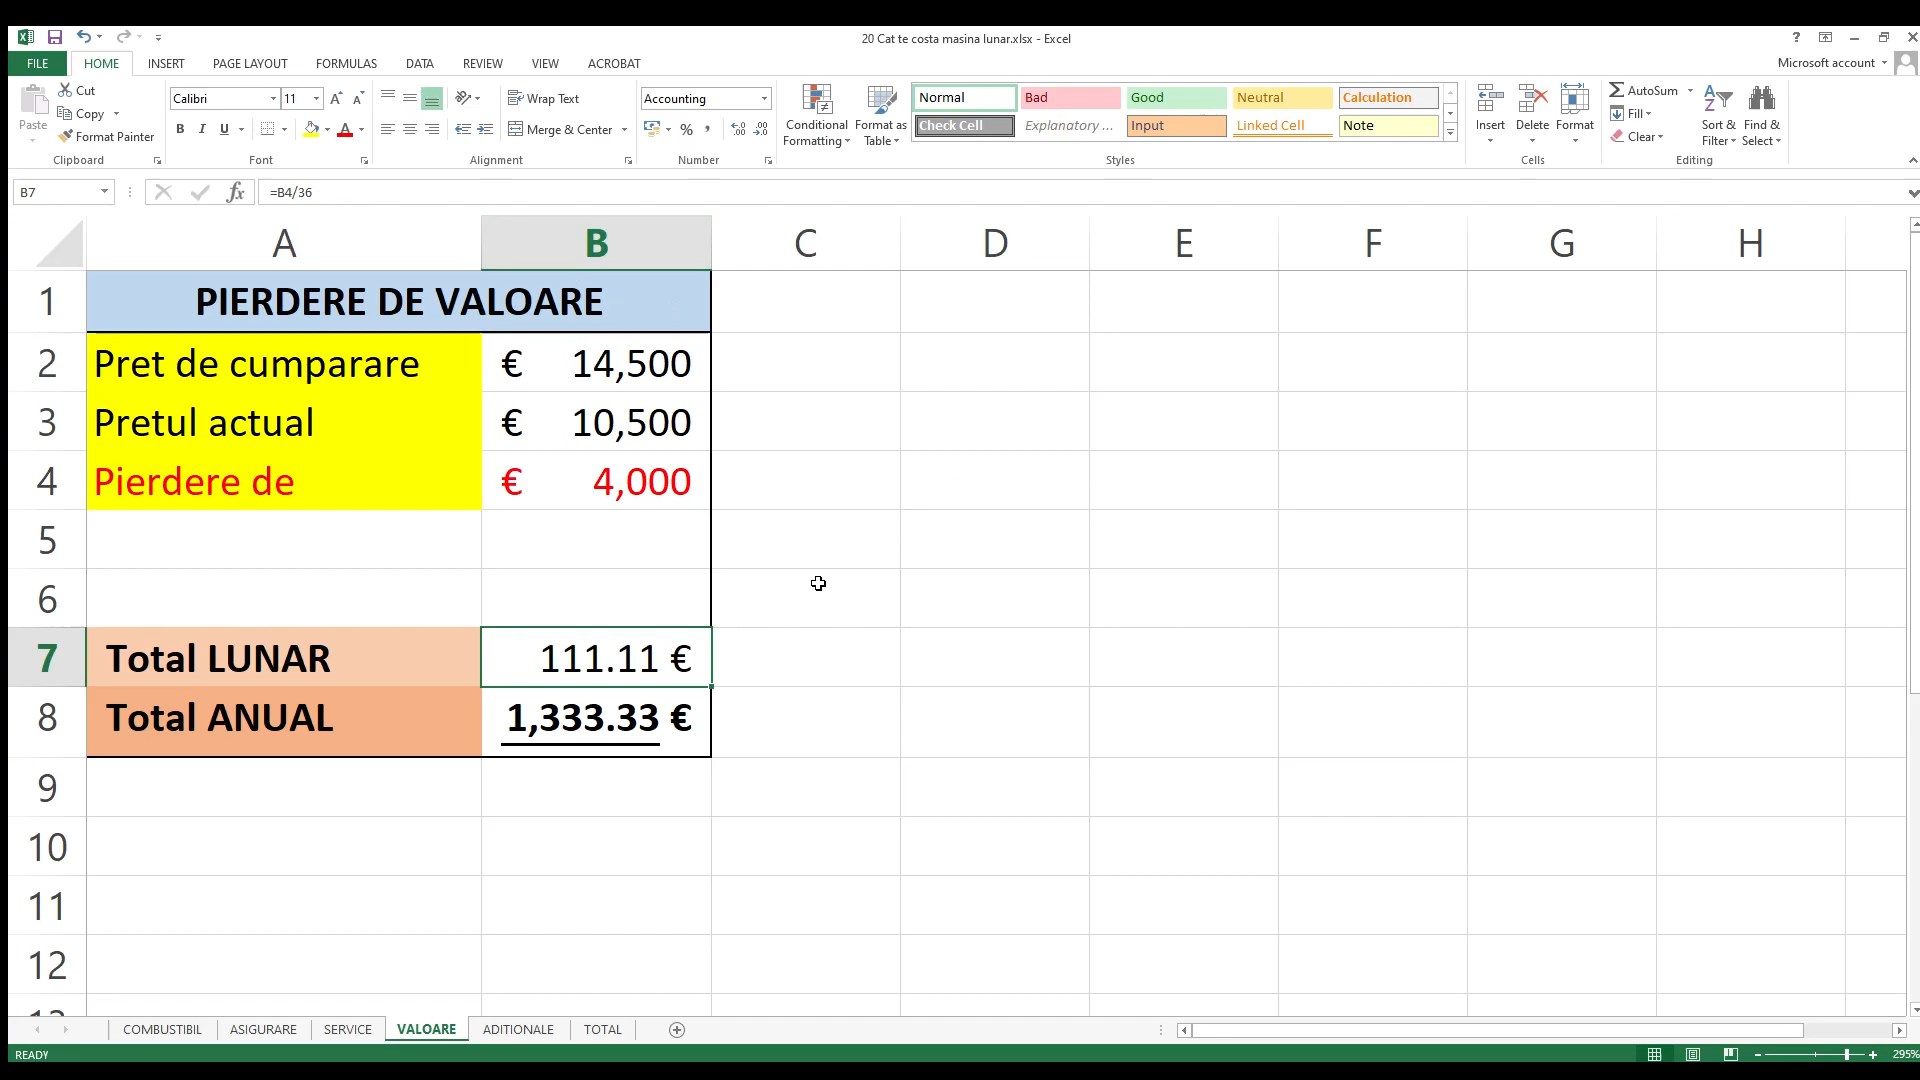 20 Cat te costa masina lunar.xlsx - Excel
FILE HOME INSERT PAGE LAYOUT FORMULAS DATA REVIEW VIEW ACROBAT Microsoft account
Paste Cut Copy Format Painter Clipboard
Calibri 11 B I U A Font
Wrap Text Merge & Center Alignment
Accounting % , Number
Conditional Formatting Format as Table
Normal Bad Good Neutral Calculation
Check Cell Explanatory ... Input Linked Cell Note
Styles
Insert Delete Format Cells
AutoSum Fill Clear Sort & Filter Find & Select Editing
B7 fx =B4/36
A B C D E F G H
1 PIERDERE DE VALOARE
2 Pret de cumparare € 14,500
3 Pretul actual € 10,500
4 Pierdere de € 4,000
5
6
7 Total LUNAR 111.11 €
8 Total ANUAL 1,333.33 €
9
10
11
12
COMBUSTIBIL ASIGURARE SERVICE VALOARE ADITIONALE TOTAL
READY 295%